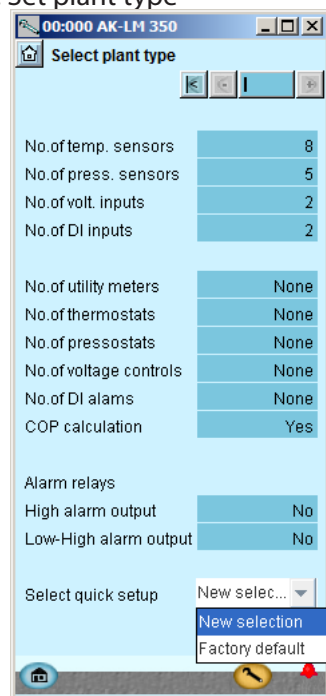 Set plant type
00:000 AK-LM 350
Select plant type
No.of temp. sensors 8
No.of press. sensors 5
No.of volt. inputs 2
No.of DI inputs 2
No.of utility meters None
No.of thermostats None
No.of pressostats None
No.of voltage controls None
No.of DI alams None
COP calculation Yes
Alarm relays
High alarm output No
Low-High alarm output No
Select quick setup New selec...
New selection
Factory default